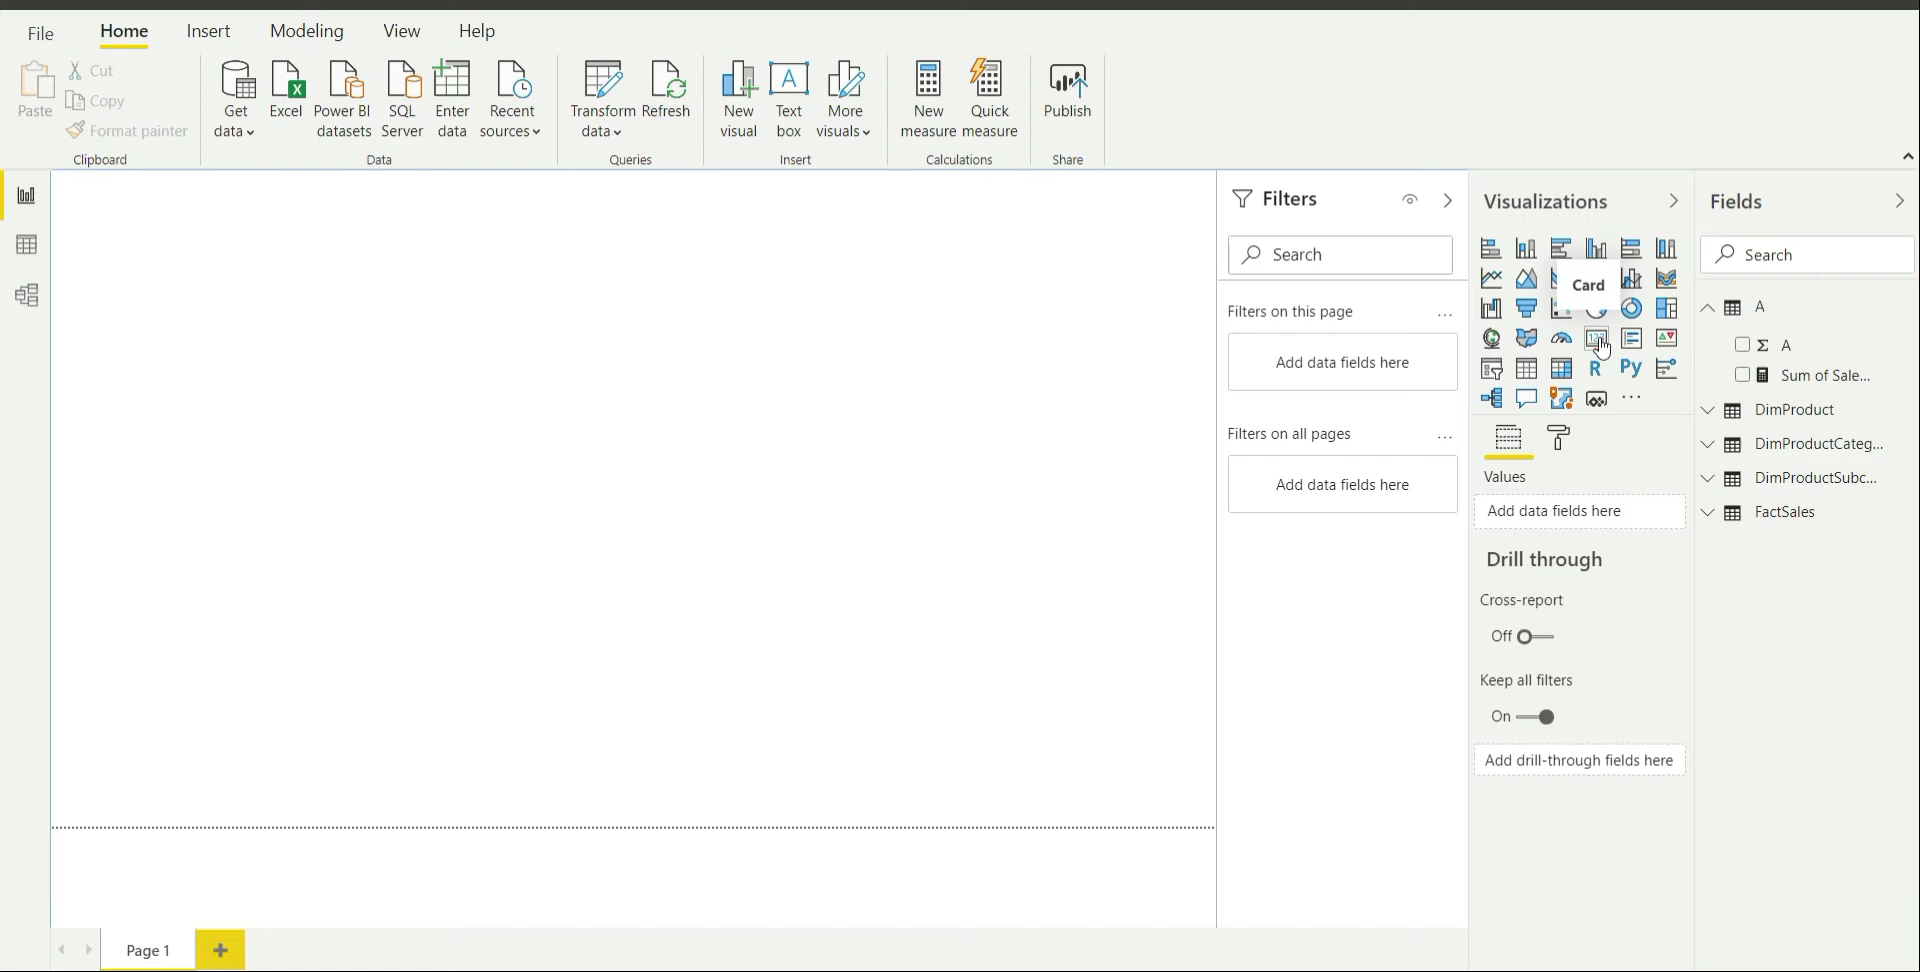 File
Home
Insert
Modeling
View
Help
Paste
Cut
Copy
Format painter
Clipboard
Get
data
Excel
Power BI
datasets
SQL
Server
Enter
data
Recent
sources
Data
Transform
data
Refresh
Queries
New
visual
Text
box
More
visuals
Insert
New
measure
Quick
measure
Calculations
Publish
Share
Filters
Search
Filters on this page
...
Add data fields here
Filters on all pages
...
Add data fields here
Visualizations
Card
123
R
Py
...
Values
Add data fields here
Drill through
Cross-report
Off
Keep all filters
On
Add drill-through fields here
Fields
Search
A
Σ A
Sum of Sale...
DimProduct
DimProductCateg...
DimProductSubc...
FactSales
Page 1